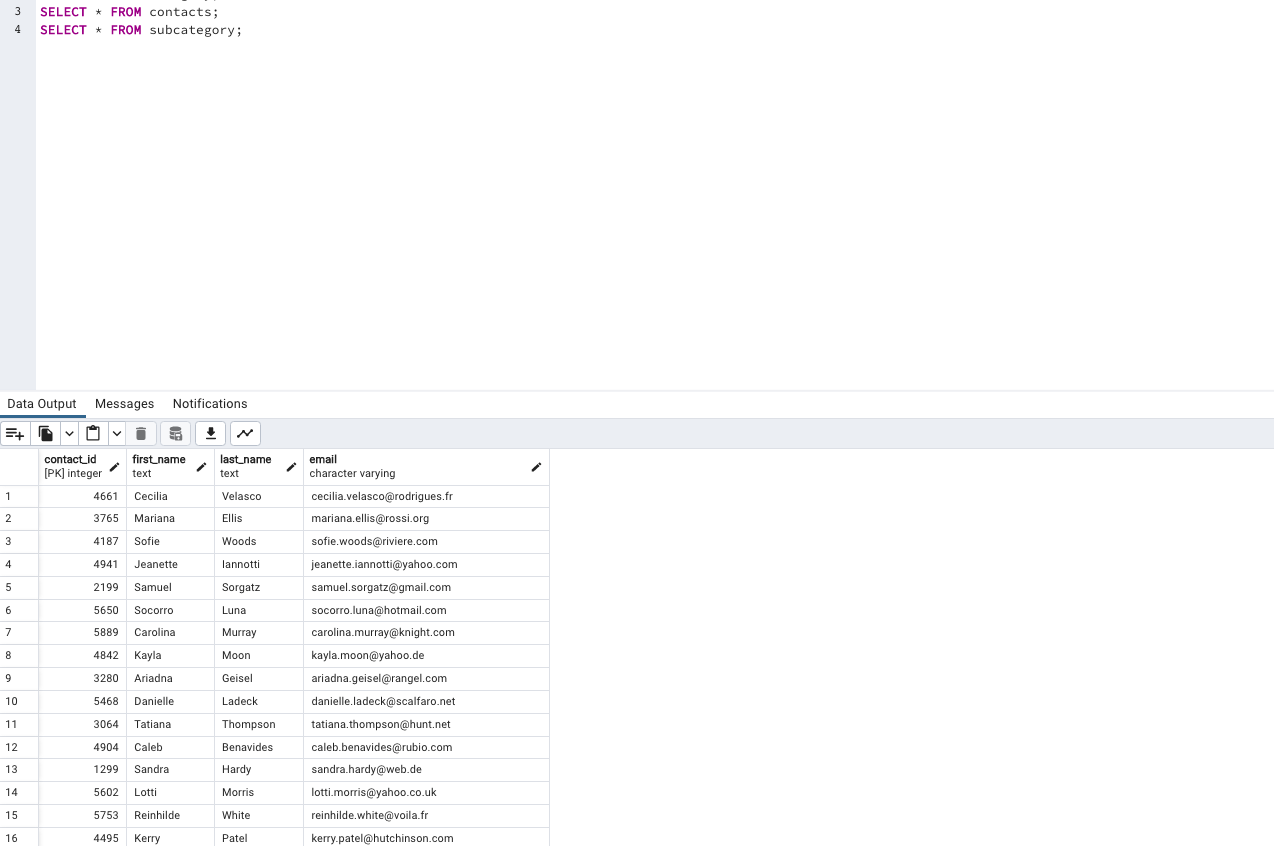 3 SELECT * FROM contacts;
4 SELECT * FROM subcategory;
Data Output Messages Notifications
contact_id first_name last_name email
[PK] integer text text character varying
1 4661 Cecilia Velasco cecilia.velasco@rodrigues.fr
2 3765 Mariana Ellis mariana.ellis@rossi.org
3 4187 Sofie Woods sofie.woods@riviere.com
4 4941 Jeanette Iannotti jeanette.iannotti@yahoo.com
5 2199 Samuel Sorgatz samuel.sorgatz@gmail.com
6 5650 Socorro Luna socorro.luna@hotmail.com
7 5889 Carolina Murray carolina.murray@knight.com
8 4842 Kayla Moon kayla.moon@yahoo.de
9 3280 Ariadna Geisel ariadna.geisel@rangel.com
10 5468 Danielle Ladeck danielle.ladeck@scalfaro.net
11 3064 Tatiana Thompson tatiana.thompson@hunt.net
12 4904 Caleb Benavides caleb.benavides@rubio.com
13 1299 Sandra Hardy sandra.hardy@web.de
14 5602 Lotti Morris lotti.morris@yahoo.co.uk
15 5753 Reinhilde White reinhilde.white@voila.fr
16 4495 Kerry Patel kerry.patel@hutchinson.com